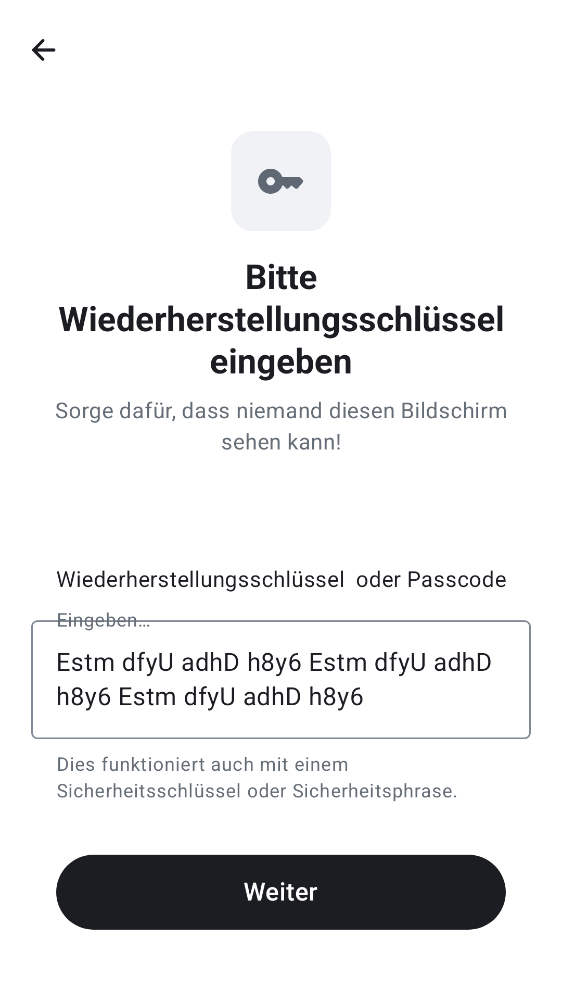 Bitte
Wiederherstellungsschlüssel
eingeben
Sorge dafür, dass niemand diesen Bildschirm
sehen kann!
Wiederherstellungsschlüssel oder Passcode
Eingeben…
Estm dfyU adhD h8y6 Estm dfyU adhD
h8y6 Estm dfyU adhD h8y6
Dies funktioniert auch mit einem
Sicherheitsschlüssel oder Sicherheitsphrase.
Weiter